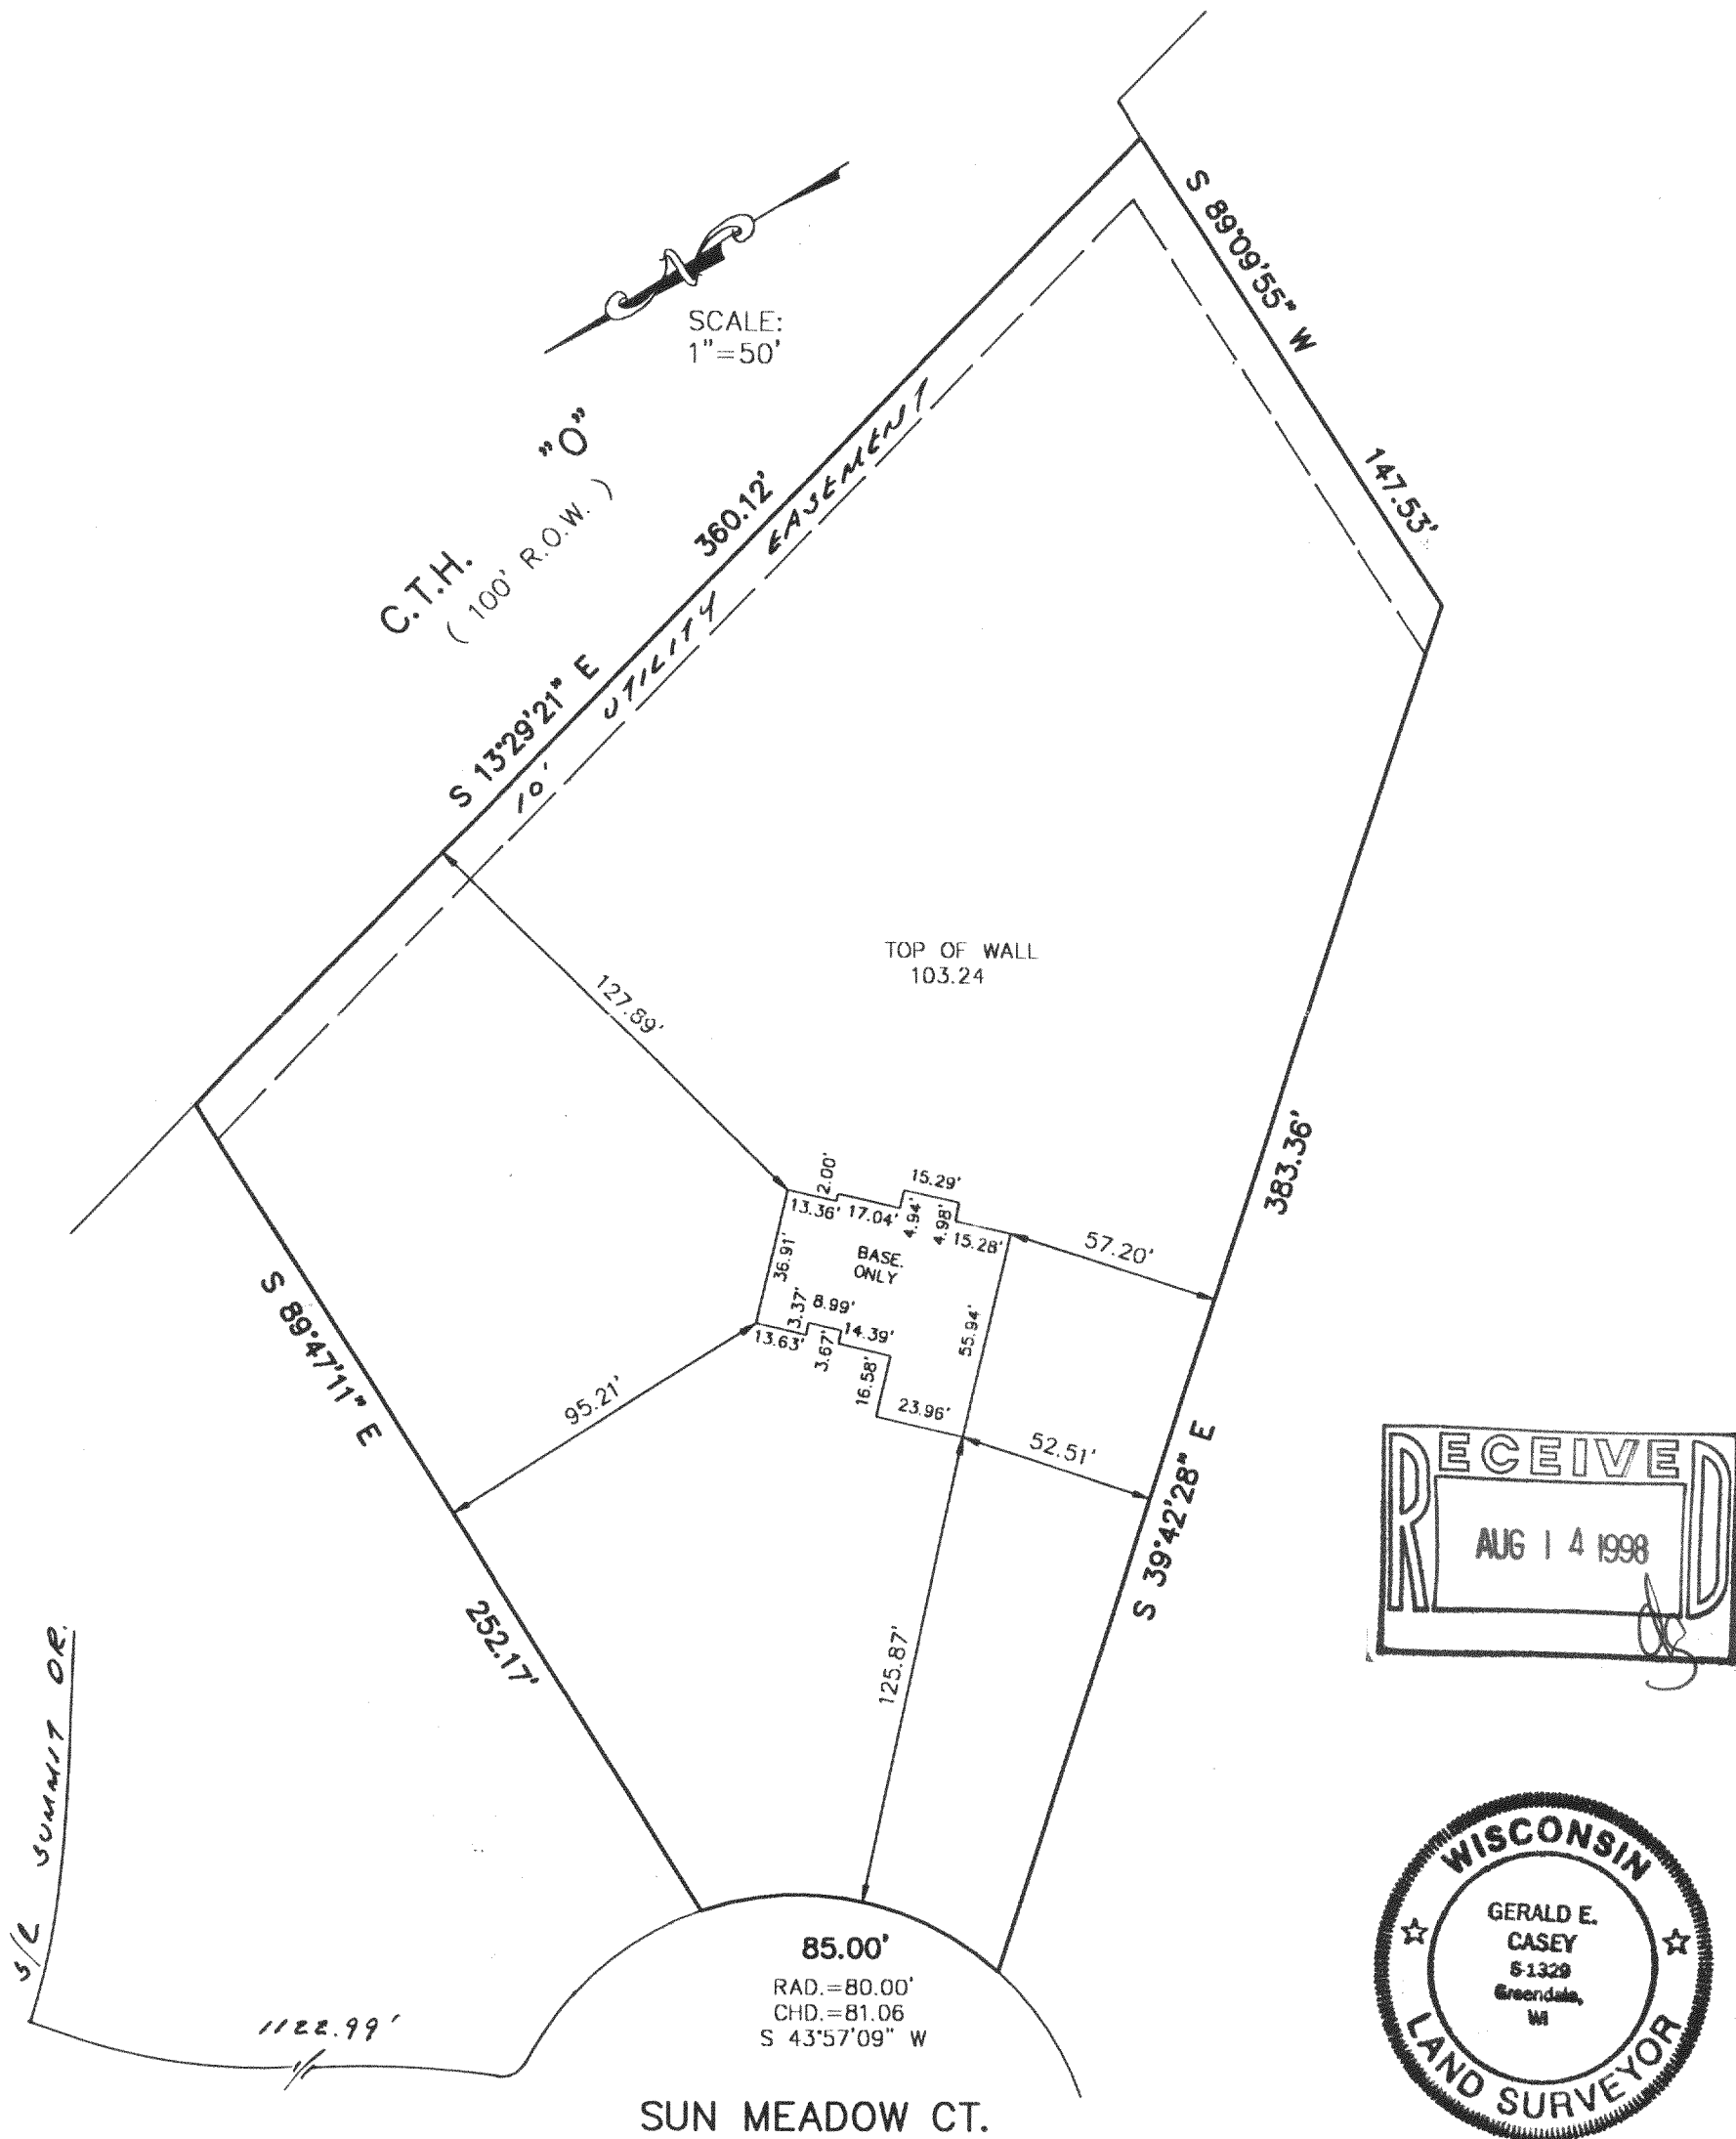 S 89°09'55" W
147.53'
SCALE:
1"=50'
C.T.H. "O"
( 100' R.O.W. )
360.12'
S 13°29'21" E
10' UTILITY EASEMENT
127.89'
TOP OF WALL
103.24
383.36'
S 39°42'28" E
13.36'
2.00'
17.04'
4.94'
15.29'
4.98'
15.28'
57.20'
36.91'
BASE.
ONLY
55.94'
13.63'
3.37'
8.99'
3.67'
14.39'
16.58'
23.96'
52.51'
95.21'
S 89°47'11" E
252.17'
125.87'
RECEIVED
AUG 14 1998
SUMMIT DR.
1122.99'
85.00'
RAD.=80.00'
CHD.=81.06
S 43°57'09" W
SUN MEADOW CT.
WISCONSIN
GERALD E.
CASEY
S-1329
Greendale,
WI
LAND SURVEYOR